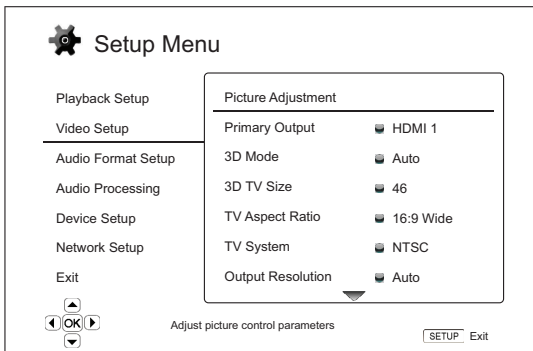 Setup Menu
Playback Setup
Video Setup
Audio Format Setup
Audio Processing
Device Setup
Network Setup
Exit
Picture Adjustment
Primary Output HDMI 1
3D Mode Auto
3D TV Size 46
TV Aspect Ratio 16:9 Wide
TV System NTSC
Output Resolution Auto
OK
Adjust picture control parameters
SETUP Exit